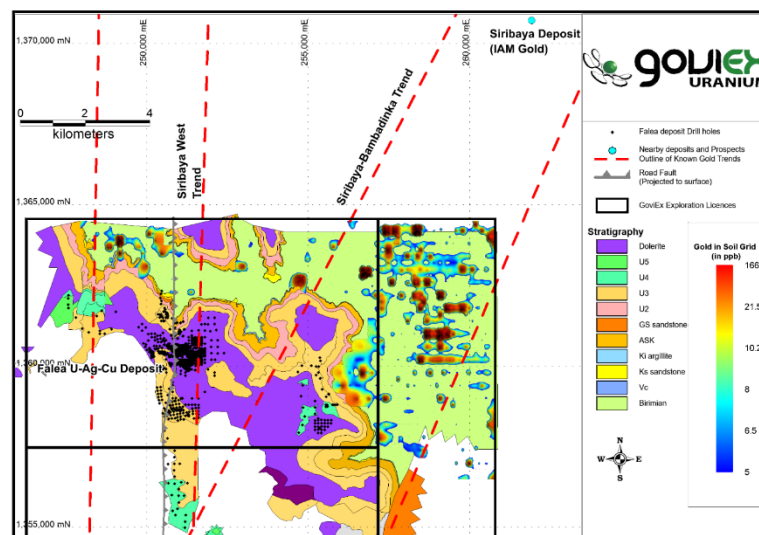 250,000 mE
255,000 mE
260,000 mE
1,370,000 mN
Siribaya Deposit
(IAM Gold)
0 2 4
kilometers
Siribaya West
Trend
Siribaya-Bambadinka Trend
1,365,000 mN
Falea U-Ag-Cu Deposit
1,355,000 mN
GOVIEX
URANIUM
Falea deposit Drill holes
Nearby deposits and Prospects
Outline of Known Gold Trends
Road Fault
(Projected to surface)
GoviEx Exploration Licences
Stratigraphy
Dolerite
U5
U4
U3
U2
GS sandstone
ASK
Ki argillite
Ks sandstone
Vc
Birimian
Gold in Soil Grid
(in ppb)
166
21.5
10.2
8
6.5
5
N
W E
S